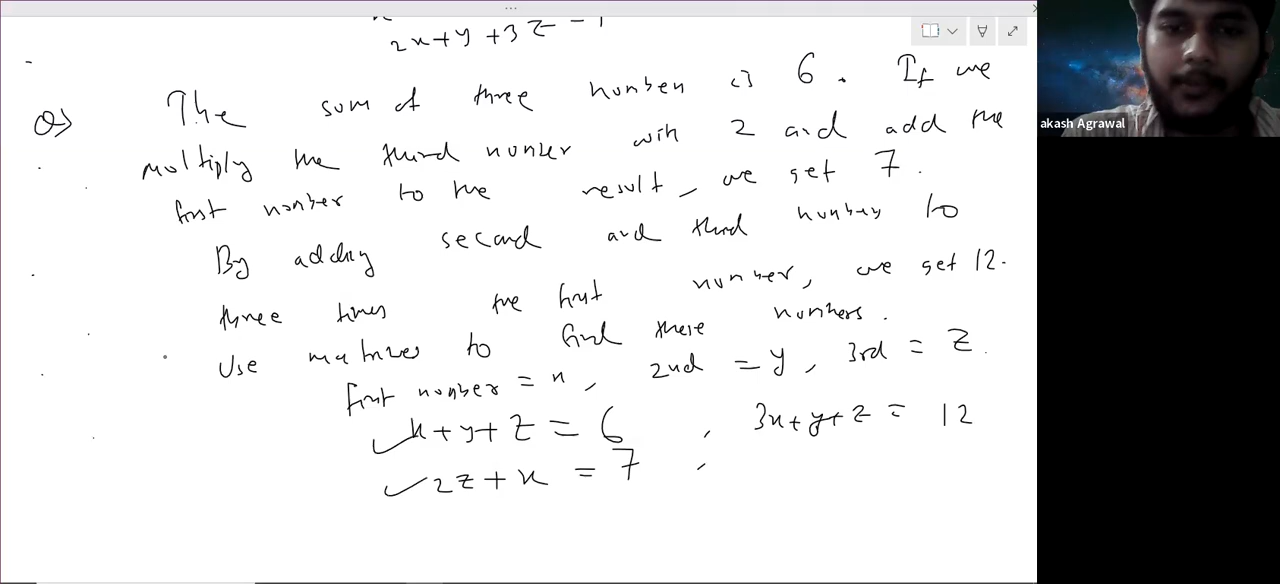 2x+y+3z = 1
Q> The sum of three number is 6. If we
multiply the third number with 2 and add the
first number to the result, we get 7.
By adding second and third number to
three times the first number, we get 12.
Use matrices to find these numbers.
first number = x, 2nd = y, 3rd = z.
x+y+z = 6 , 3x+y+z = 12
2z+x = 7 ,
akash Agrawal